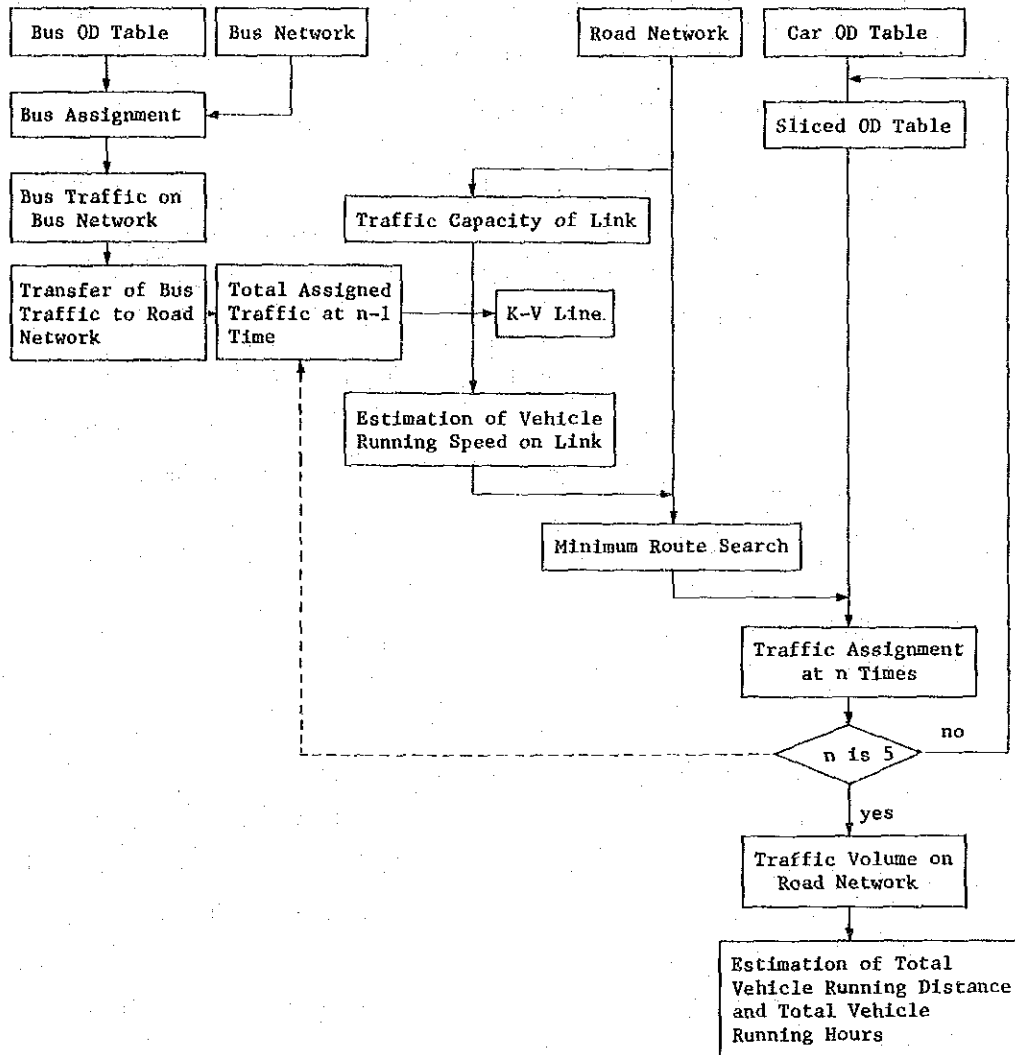 Bus OD Table
Bus Network
Road Network
Car OD Table
Bus Assignment
Sliced OD Table
Bus Traffic on
Bus Network
Traffic Capacity of Link
Transfer of Bus
Traffic to Road
Network
Total Assigned
Traffic at n-1
Time
K-V Line.
Estimation of Vehicle
Running Speed on Link
Minimum Route Search
Traffic Assignment
at n Times
n is 5
no
yes
Traffic Volume on
Road Network
Estimation of Total
Vehicle Running Distance
and Total Vehicle
Running Hours